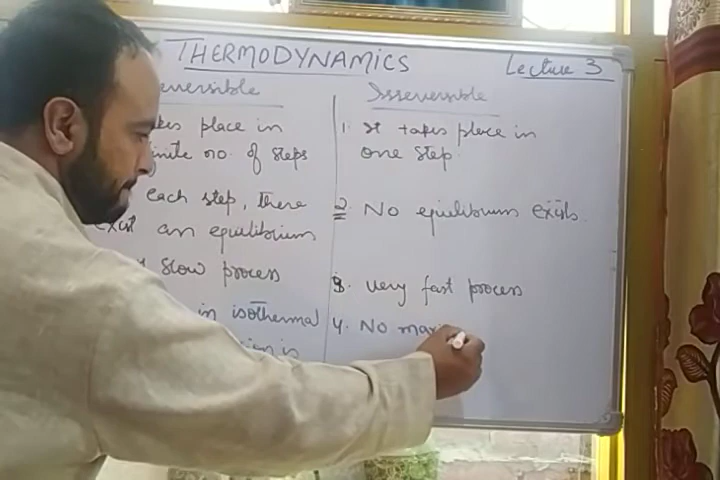 THERMODYNAMICS
Lecture 3
eversible
Irreversible
kes place in
finite no. of steps
each step, there
exist an equilibrium
slow process
in isothermal
1. It takes place in
one step.
2. No equilibrium exists.
3. very fast process
4. No max